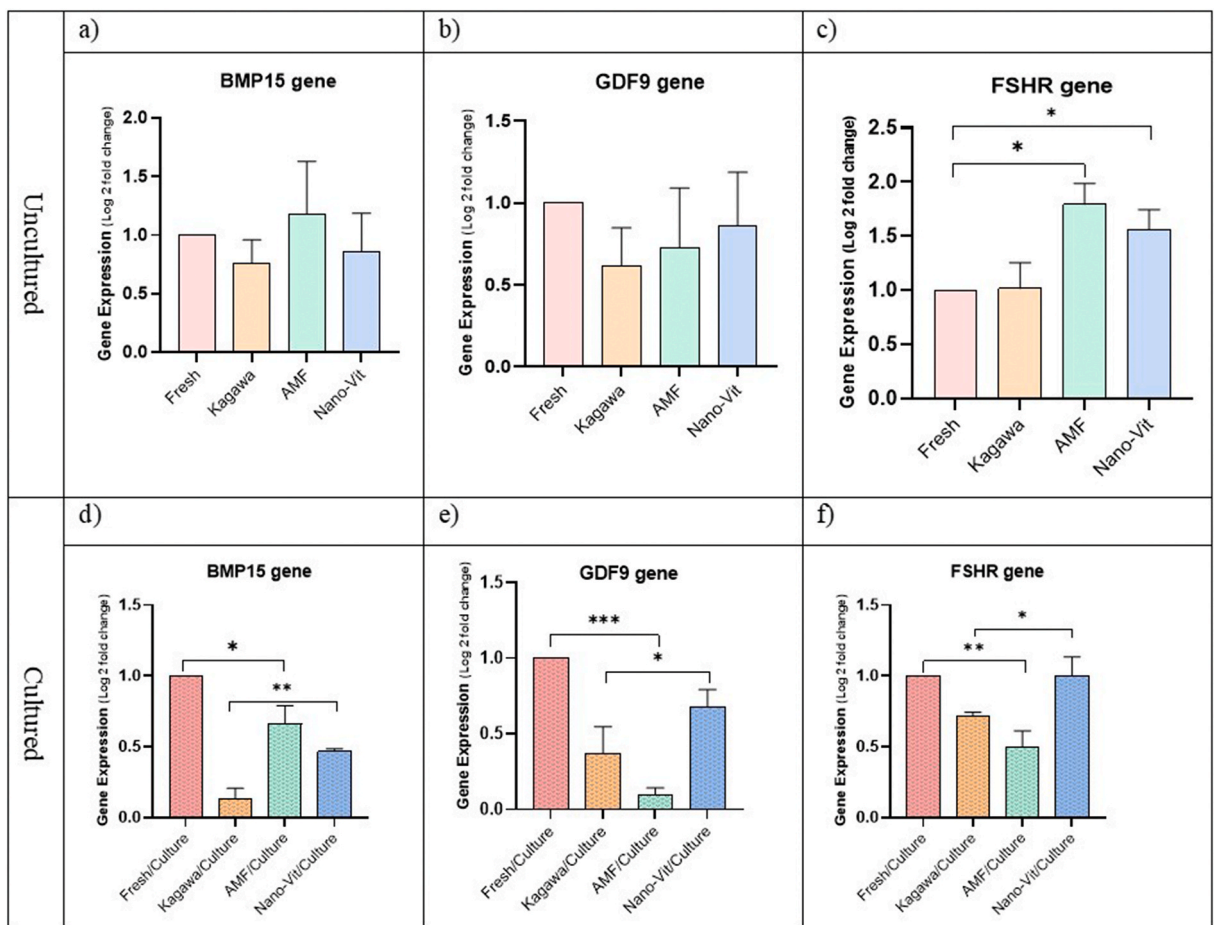 Uncultured
a)
BMP15 gene
Gene Expression (Log 2 fold change)
2.0
1.5
1.0
0.5
0.0
Fresh
Kagawa
AMF
Nano-Vit
b)
GDF9 gene
Gene Expression (Log 2 fold change)
1.5
1.0
0.5
0.0
Fresh
Kagawa
AMF
Nano-Vit
c)
FSHR gene
Gene Expression (Log 2 fold change)
2.5
2.0
1.5
1.0
0.5
0.0
*
*
Fresh
Kagawa
AMF
Nano-Vit
Cultured
d)
BMP15 gene
Gene Expression (Log 2 fold change)
1.5
1.0
0.5
0.0
*
**
Fresh/Culture
Kagawa/Culture
AMF/Culture
Nano-Vit/Culture
e)
GDF9 gene
Gene Expression (Log 2 fold change)
1.5
1.0
0.5
0.0
***
*
Fresh/Culture
Kagawa/Culture
AMF/Culture
Nano-Vit/Culture
f)
FSHR gene
Gene Expression (Log 2 fold change)
1.5
1.0
0.5
0.0
*
**
Fresh/Culture
Kagawa/Culture
AMF/Culture
Nano-Vit/Culture